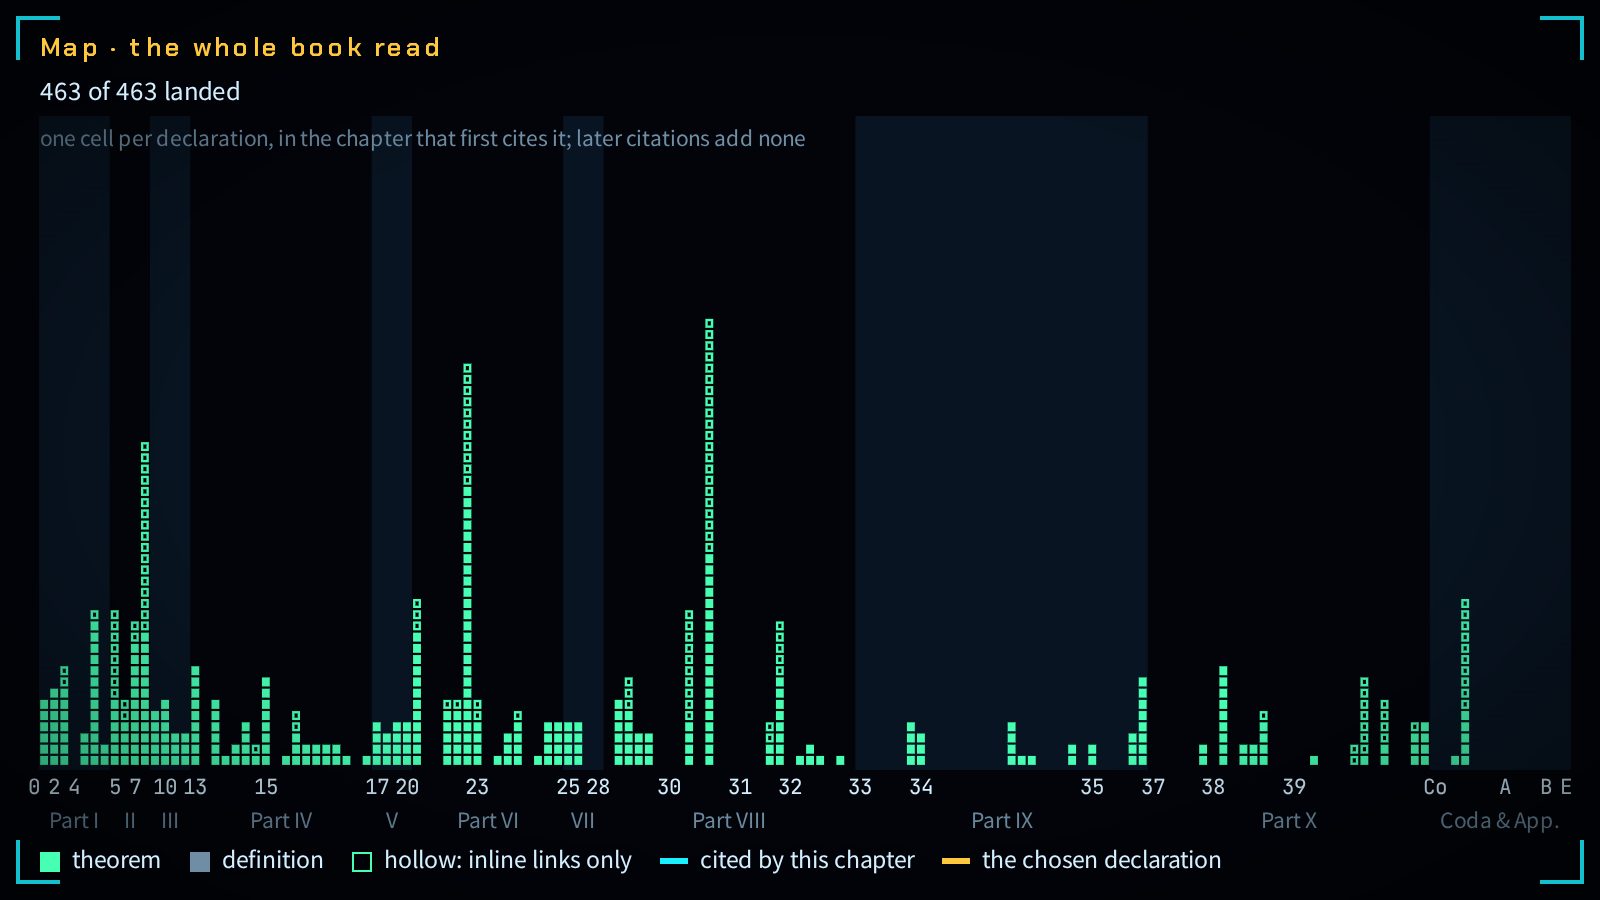 Map · the whole book read
463 of 463 landed
one cell per declaration, in the chapter that first cites it; later citations add none
0 2 4 5 7 10 13 15 17 20 23 25 28 30 31 32 33 34 35 37 38 39 Co A B E
Part I II III Part IV V Part VI VII Part VIII Part IX Part X Coda & App.
theorem definition hollow: inline links only cited by this chapter the chosen declaration